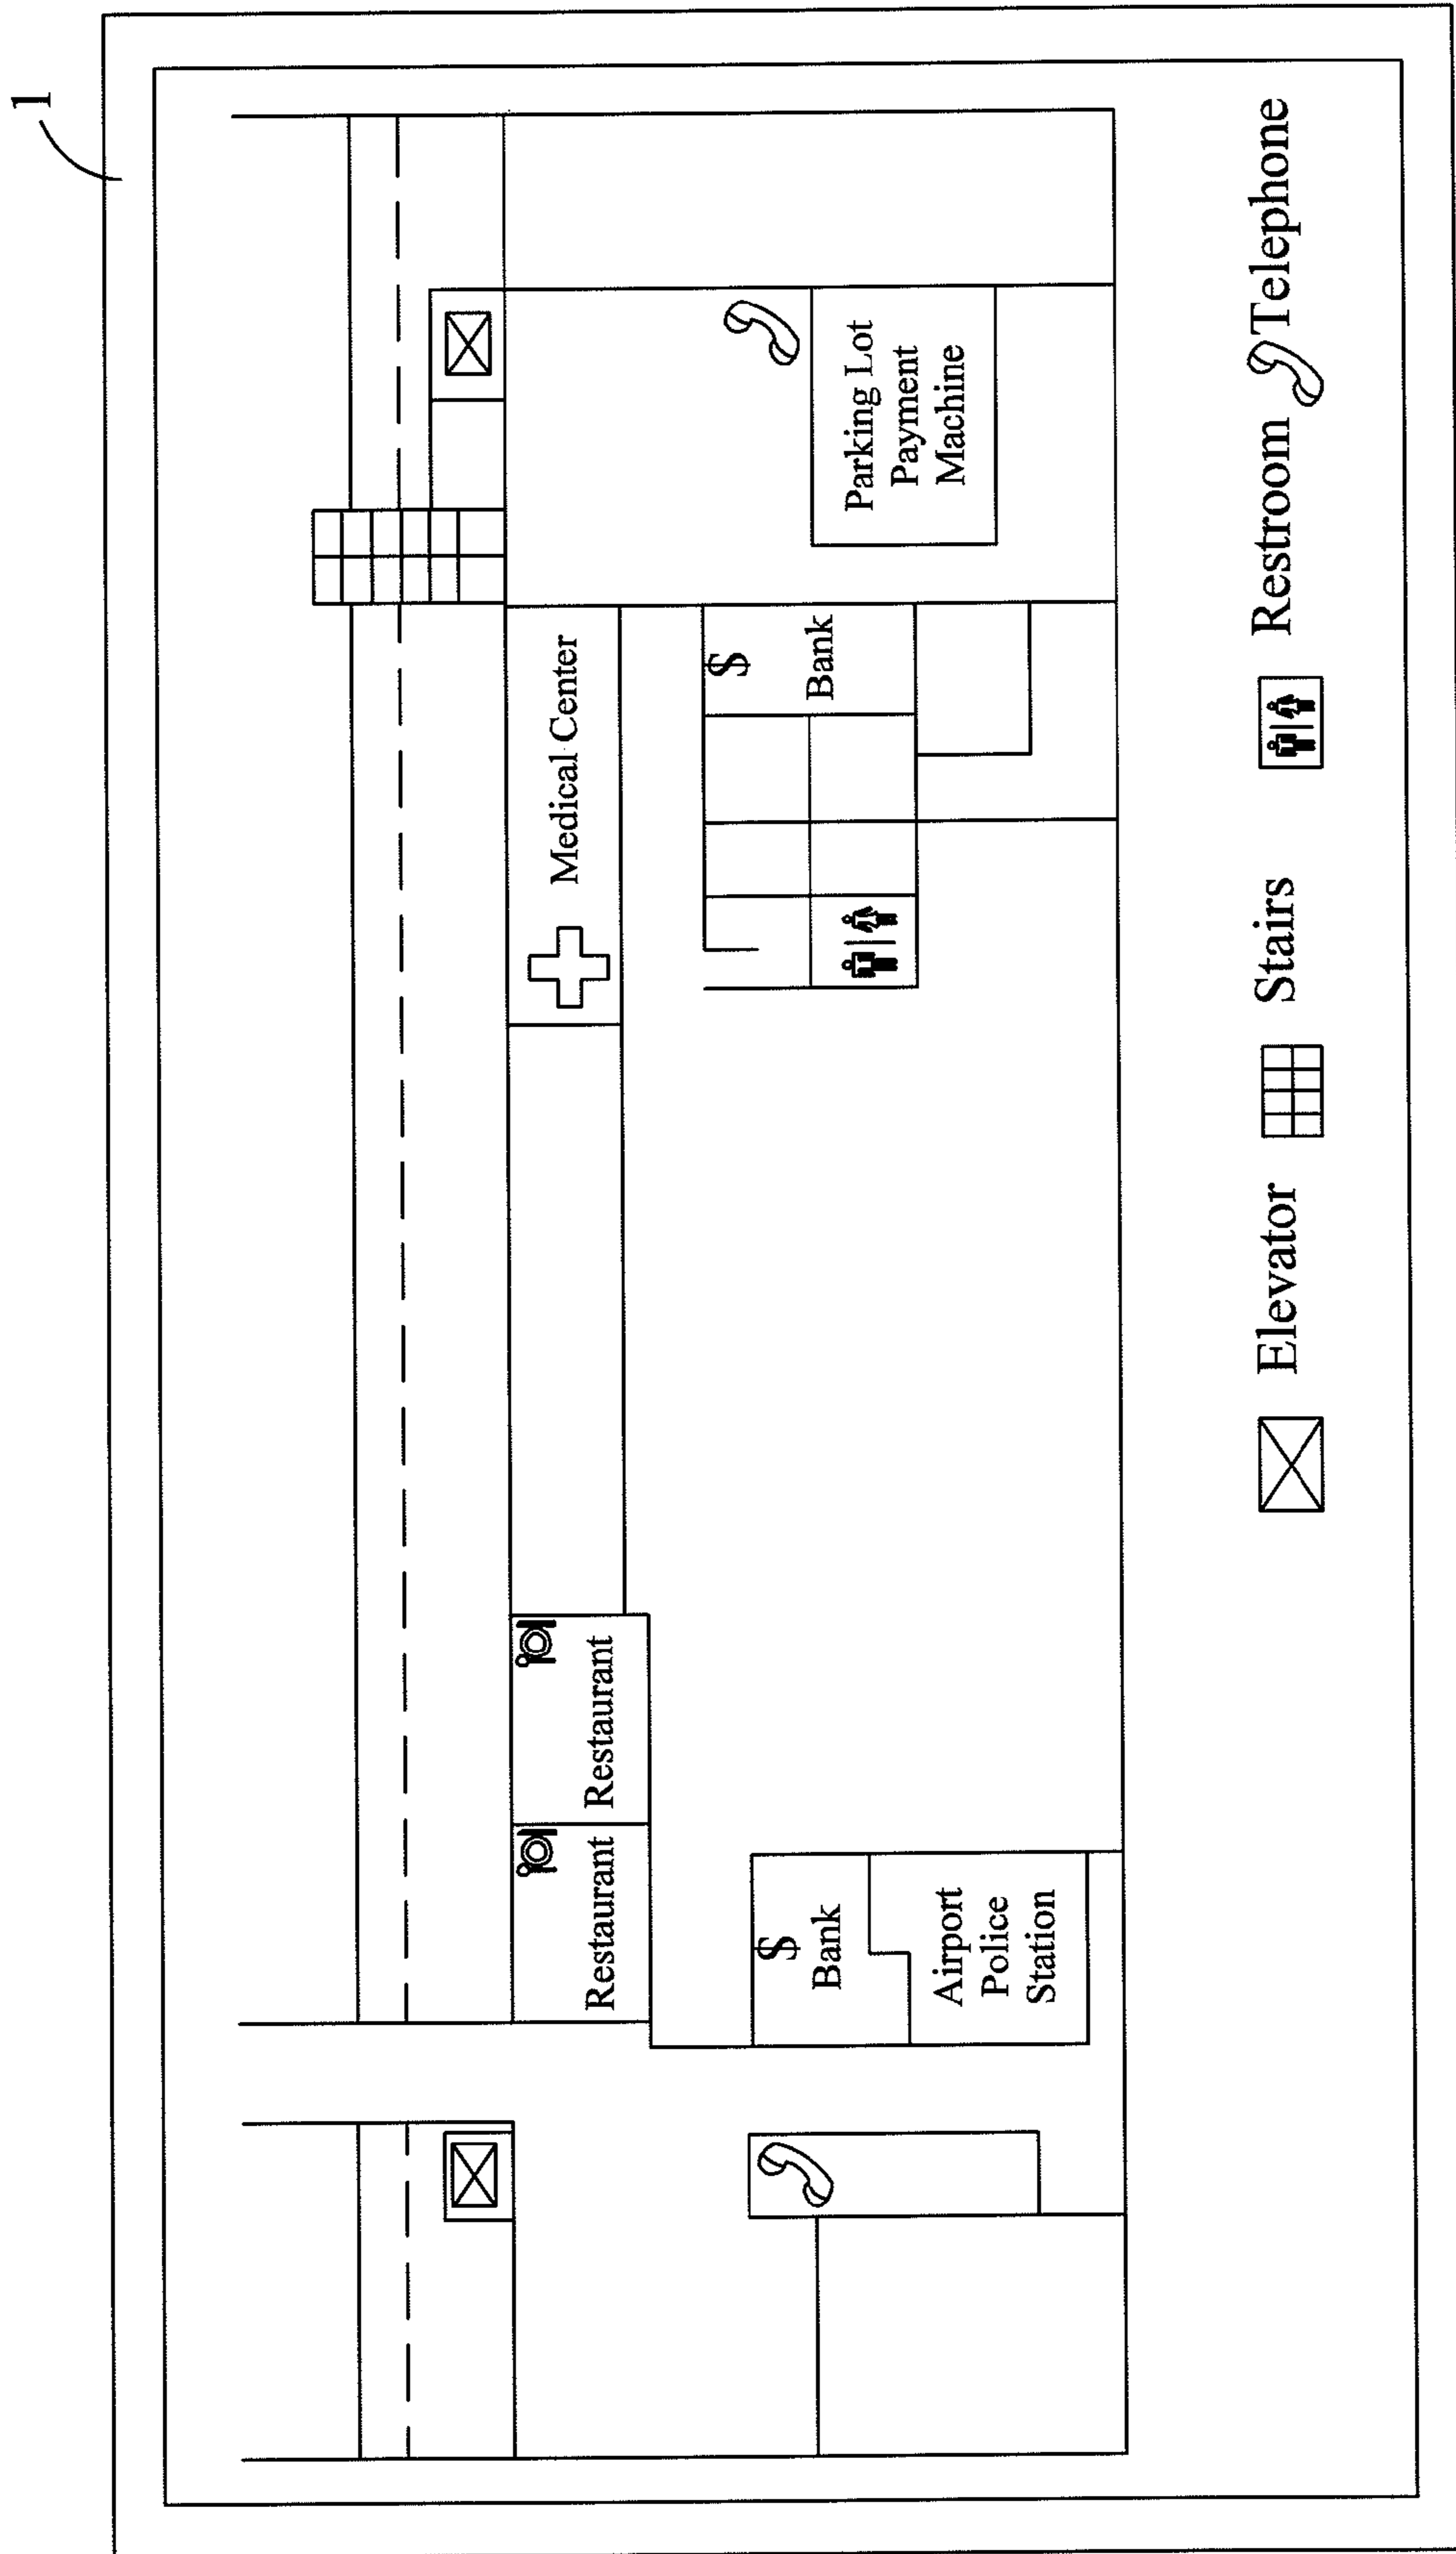 1
Restaurant
Restaurant
Medical Center
$
Bank
Airport
Police
Station
$
Bank
Parking Lot
Payment
Machine
Elevator
Stairs
Restroom
Telephone